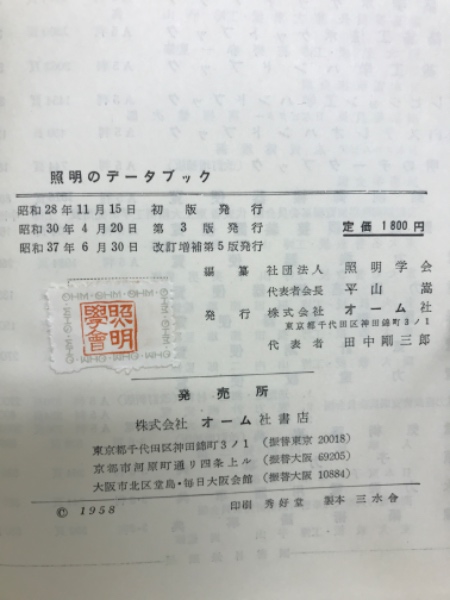 照明のデータブック
昭和28年11月15日 初版発行
昭和30年4月20日 第3版発行
昭和37年6月30日 改訂増補第5版発行
定価 1800円
編纂 社団法人 照明学会
代表者会長 平山嵩
発行 株式会社 オーム社
東京都千代田区神田錦町3ノ1
代表者 田中剛三郎
照明學會
発売所
株式会社 オーム社書店
東京都千代田区神田錦町3ノ1 (振替東京 20018)
京都市河原町通り四条上ル (振替大阪 69205)
大阪市北区堂島・毎日大阪会館 (振替大阪 10884)
© 1958
印刷 秀好堂 製本 三水舎